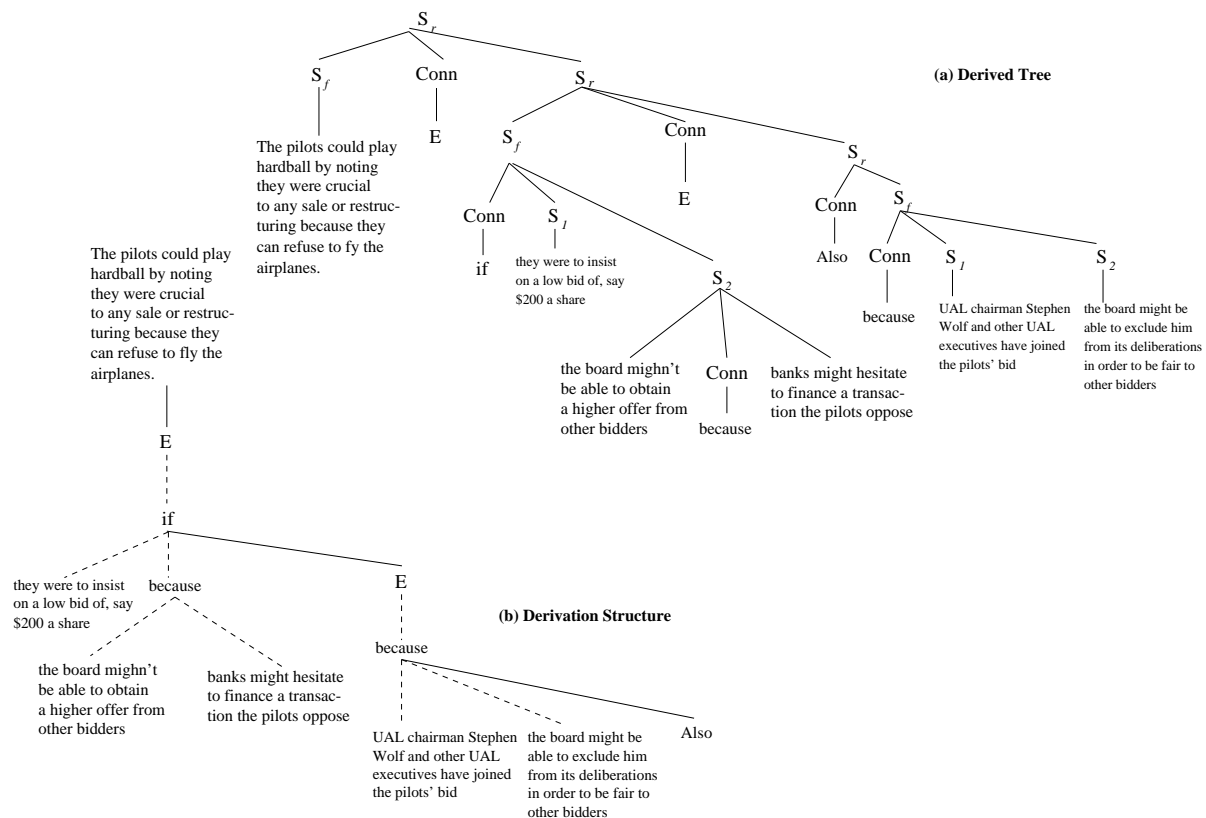 S r
S f
Conn
S r
(a) Derived Tree
E
The pilots could play
hardball by noting
they were crucial
to any sale or restruc-
turing because they
can refuse to fy the
airplanes.
S f
Conn
S r
E
Conn
S 1
S 2
if
they were to insist
on a low bid of, say
$200 a share
Conn
S f
Also
Conn
S 1
S 2
because
UAL chairman Stephen
Wolf and other UAL
executives have joined
the pilots' bid
the board might be
able to exclude him
from its deliberations
in order to be fair to
other bidders
the board mighn't
be able to obtain
a higher offer from
other bidders
Conn
because
banks might hesitate
to finance a transac-
tion the pilots oppose
The pilots could play
hardball by noting
they were crucial
to any sale or restruc-
turing because they
can refuse to fly the
airplanes.
E
if
they were to insist
on a low bid of, say
$200 a share
because
E
(b) Derivation Structure
the board mighn't
be able to obtain
a higher offer from
other bidders
banks might hesitate
to finance a transac-
tion the pilots oppose
because
UAL chairman Stephen
Wolf and other UAL
executives have joined
the pilots' bid
the board might be
able to exclude him
from its deliberations
in order to be fair to
other bidders
Also